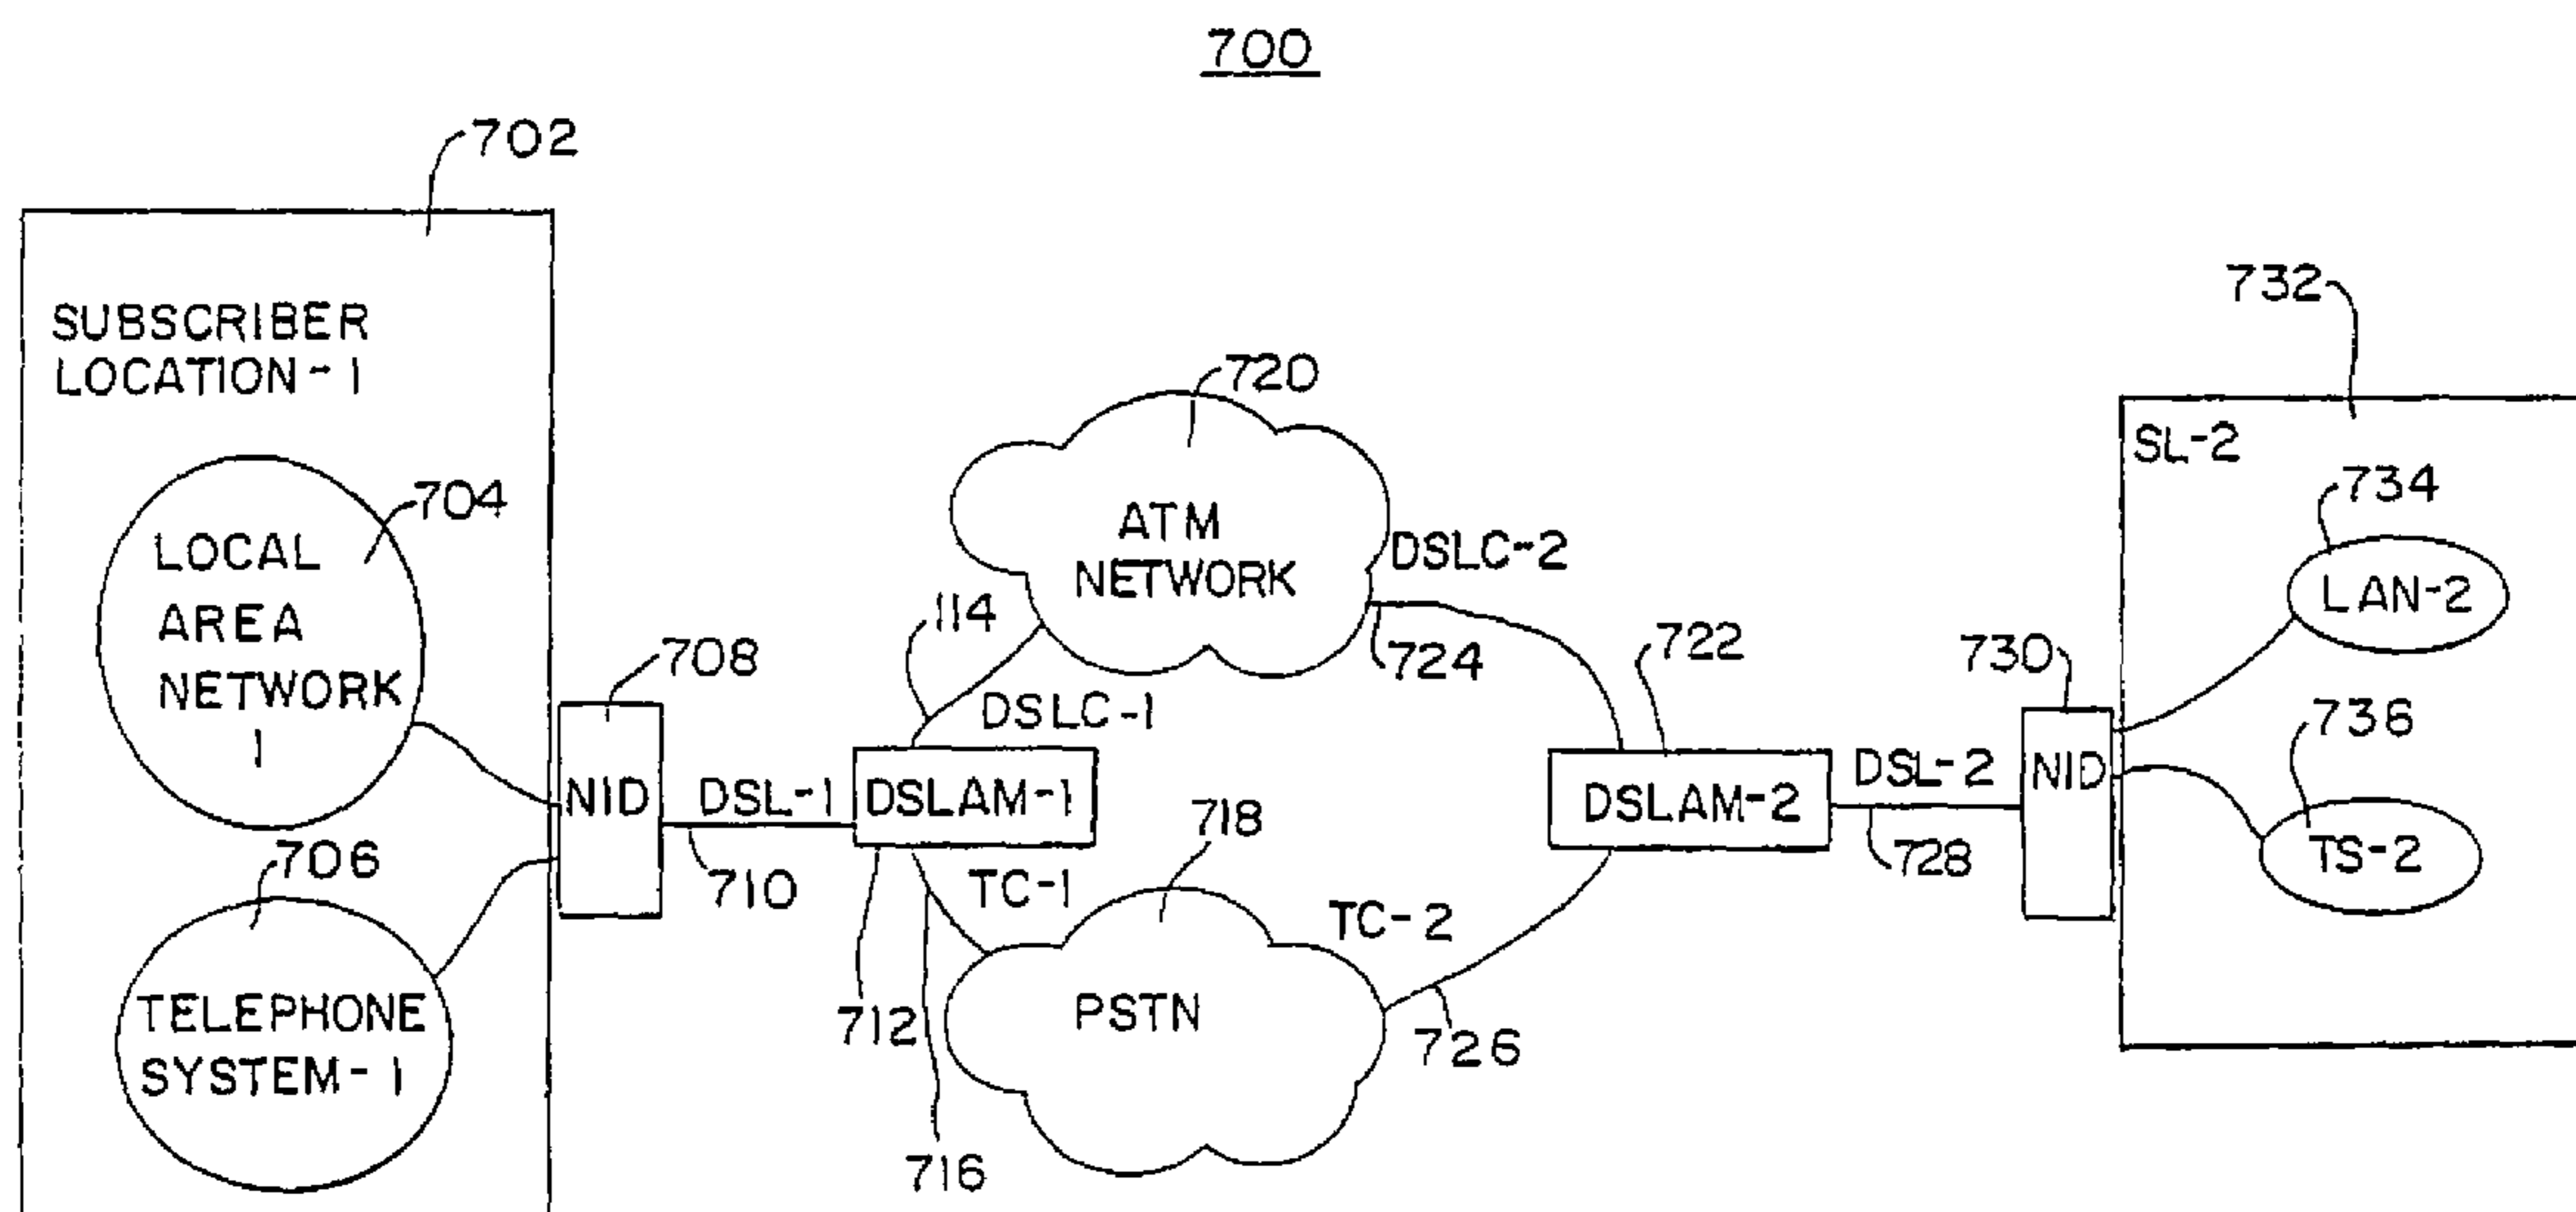 700
702
SUBSCRIBER
LOCATION-1
704
LOCAL
AREA
NETWORK
1
706
TELEPHONE
SYSTEM-1
708
NID
DSL-1
710
DSLAM-1
712
716
TC-1
114
DSLC-1
720
ATM
NETWORK
718
PSTN
DSLC-2
724
722
DSLAM-2
TC-2
726
DSL-2
728
730
NID
732
SL-2
734
LAN-2
736
TS-2